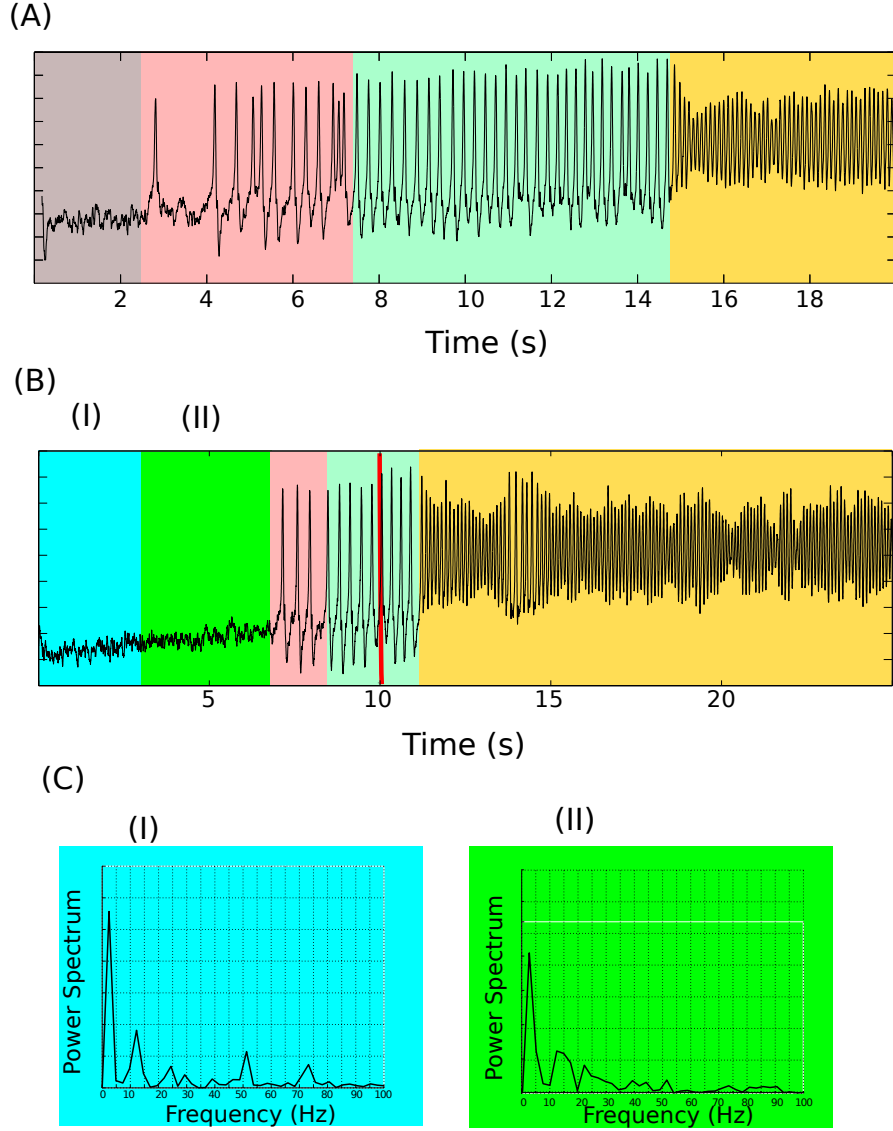 (A)
2 4 6 8 10 12 14 16 18
Time (s)
(B)
(I) (II)
5 10 15 20
Time (s)
(C)
(I) (II)
Power Spectrum
0 10 20 30 40 50 60 70 80 90 100
Frequency (Hz)
Power Spectrum
0 10 20 30 40 50 60 70 80 90 100
Frequency (Hz)